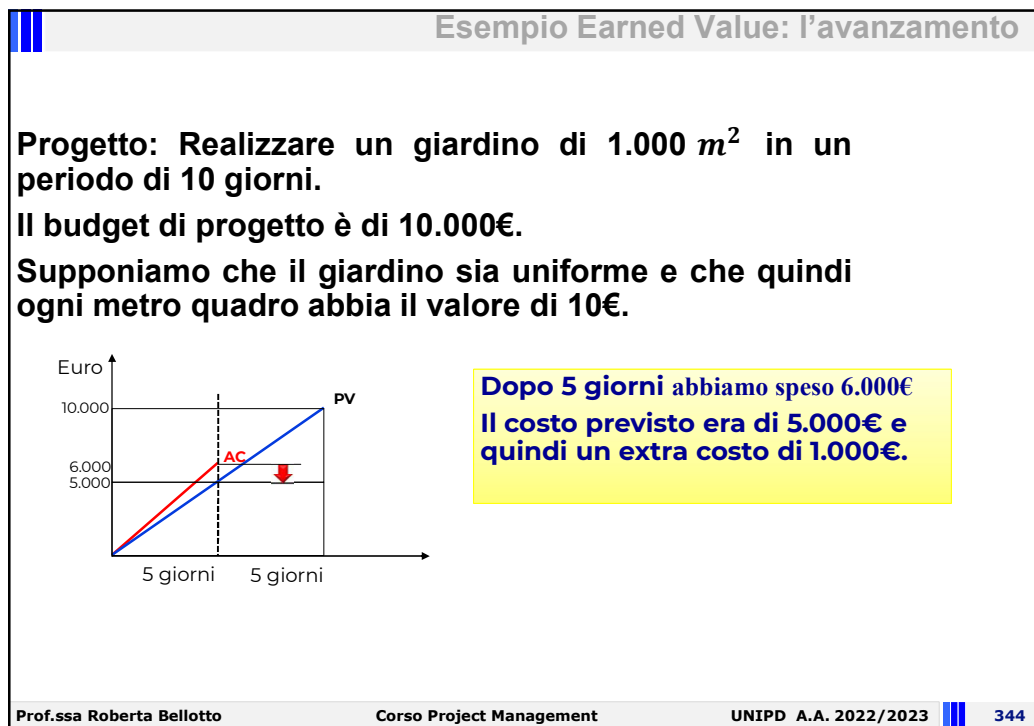 Esempio Earned Value: l’avanzamento
Progetto: Realizzare un giardino di 1.000 m² in un
periodo di 10 giorni.
Il budget di progetto è di 10.000€.
Supponiamo che il giardino sia uniforme e che quindi
ogni metro quadro abbia il valore di 10€.
Euro
10.000
PV
6.000
AC
5.000
5 giorni 5 giorni
Dopo 5 giorni abbiamo speso 6.000€
Il costo previsto era di 5.000€ e
quindi un extra costo di 1.000€.
Prof.ssa Roberta Bellotto Corso Project Management UNIPD A.A. 2022/2023 344